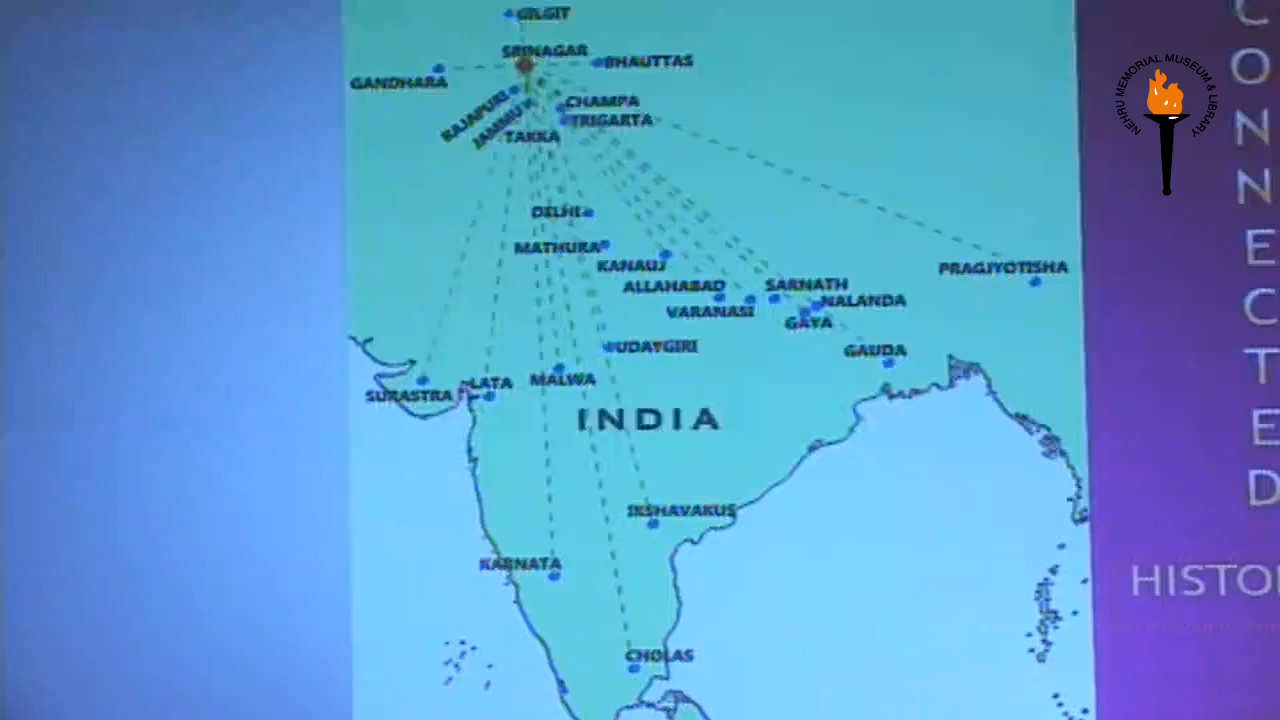 GILGIT
SRINAGAR
BHAUTTAS
GANDHARA
RAJAPURI
JAMMU
CHAMPA
TRIGARTA
TAKKA
DELHI
MATHURA
KANAUJ
PRAGJYOTISHA
ALLAHABAD
SARNATH
VARANASI
NALANDA
GAYA
UDAYGIRI
GAUDA
SURASTRA
LATA
MALWA
INDIA
IKSHAVAKUS
KARNATA
CHOLAS
CONNECTED
HISTO
NEHRU MEMORIAL MUSEUM & LIBRARY